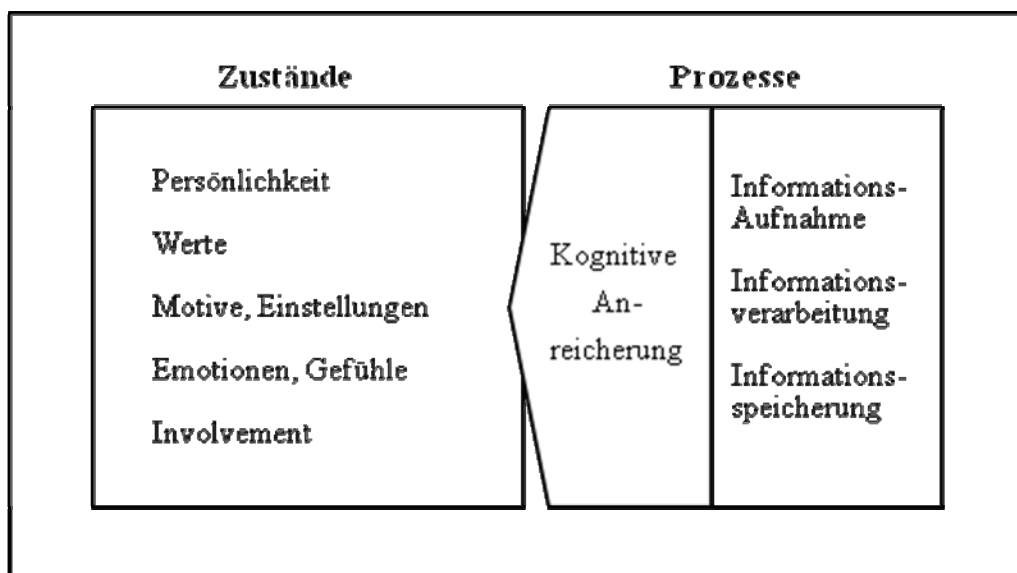 Zustände
Persönlichkeit
Werte
Motive, Einstellungen
Emotionen, Gefühle
Involvement
Prozesse
Kognitive
An-
reicherung
Informations-
Aufnahme
Informations-
verarbeitung
Informations-
speicherung